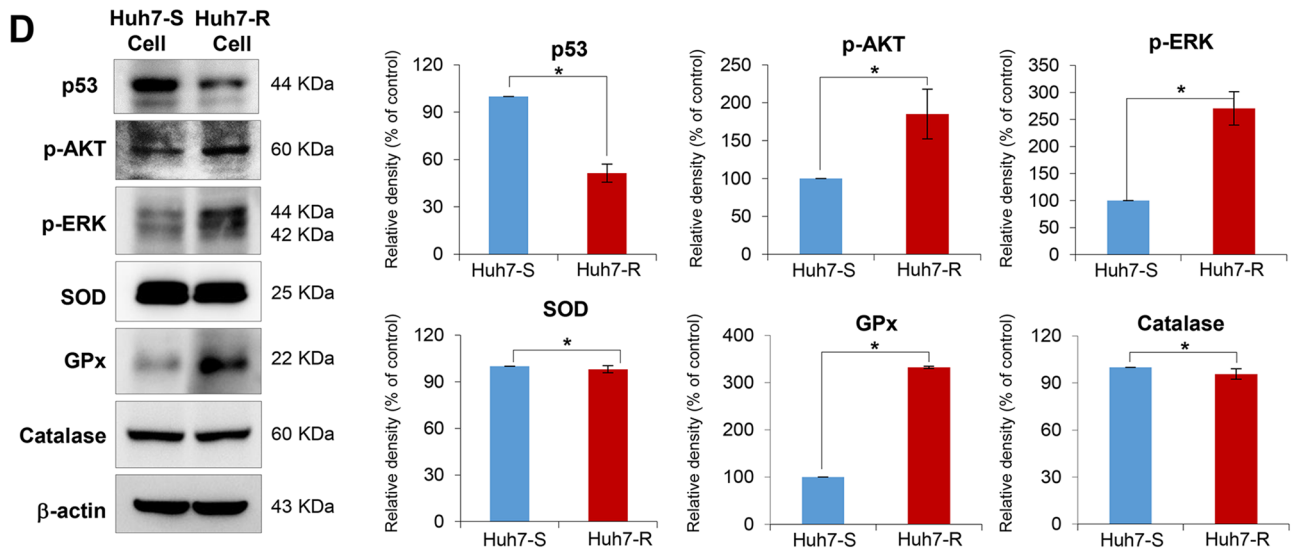 D
Huh7-S Huh7-R
Cell Cell
p53 44 KDa
p-AKT 60 KDa
p-ERK 44 KDa
42 KDa
SOD 25 KDa
GPx 22 KDa
Catalase 60 KDa
β-actin 43 KDa
p53
Relative density (% of control)
120
100
90
60
30
0
*
Huh7-S Huh7-R
p-AKT
Relative density (% of control)
250
200
150
100
50
0
*
Huh7-S Huh7-R
p-ERK
Relative density (% of control)
350
300
250
200
150
100
50
0
*
Huh7-S Huh7-R
SOD
Relative density (% of control)
120
100
90
60
30
0
*
Huh7-S Huh7-R
GPx
Relative density (% of control)
400
300
200
100
0
*
Huh7-S Huh7-R
Catalase
Relative density (% of control)
120
100
90
60
30
0
*
Huh7-S Huh7-R